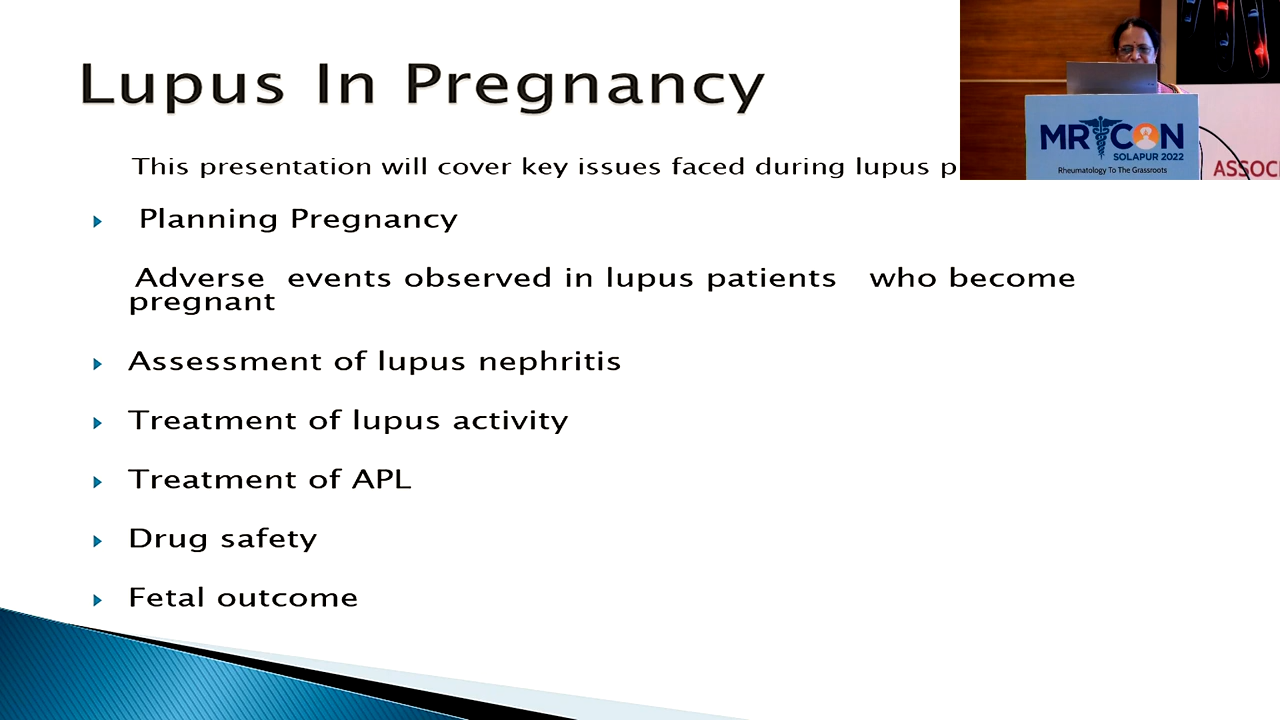 Lupus In Pregnancy
This presentation will cover key issues faced during lupus
Planning Pregnancy
Adverse events observed in lupus patients who become
pregnant
Assessment of lupus nephritis
Treatment of lupus activity
Treatment of APL
Drug safety
Fetal outcome
MR CON
SOLAPUR 2022
Rheumatology To The Grassroots
ASSOC